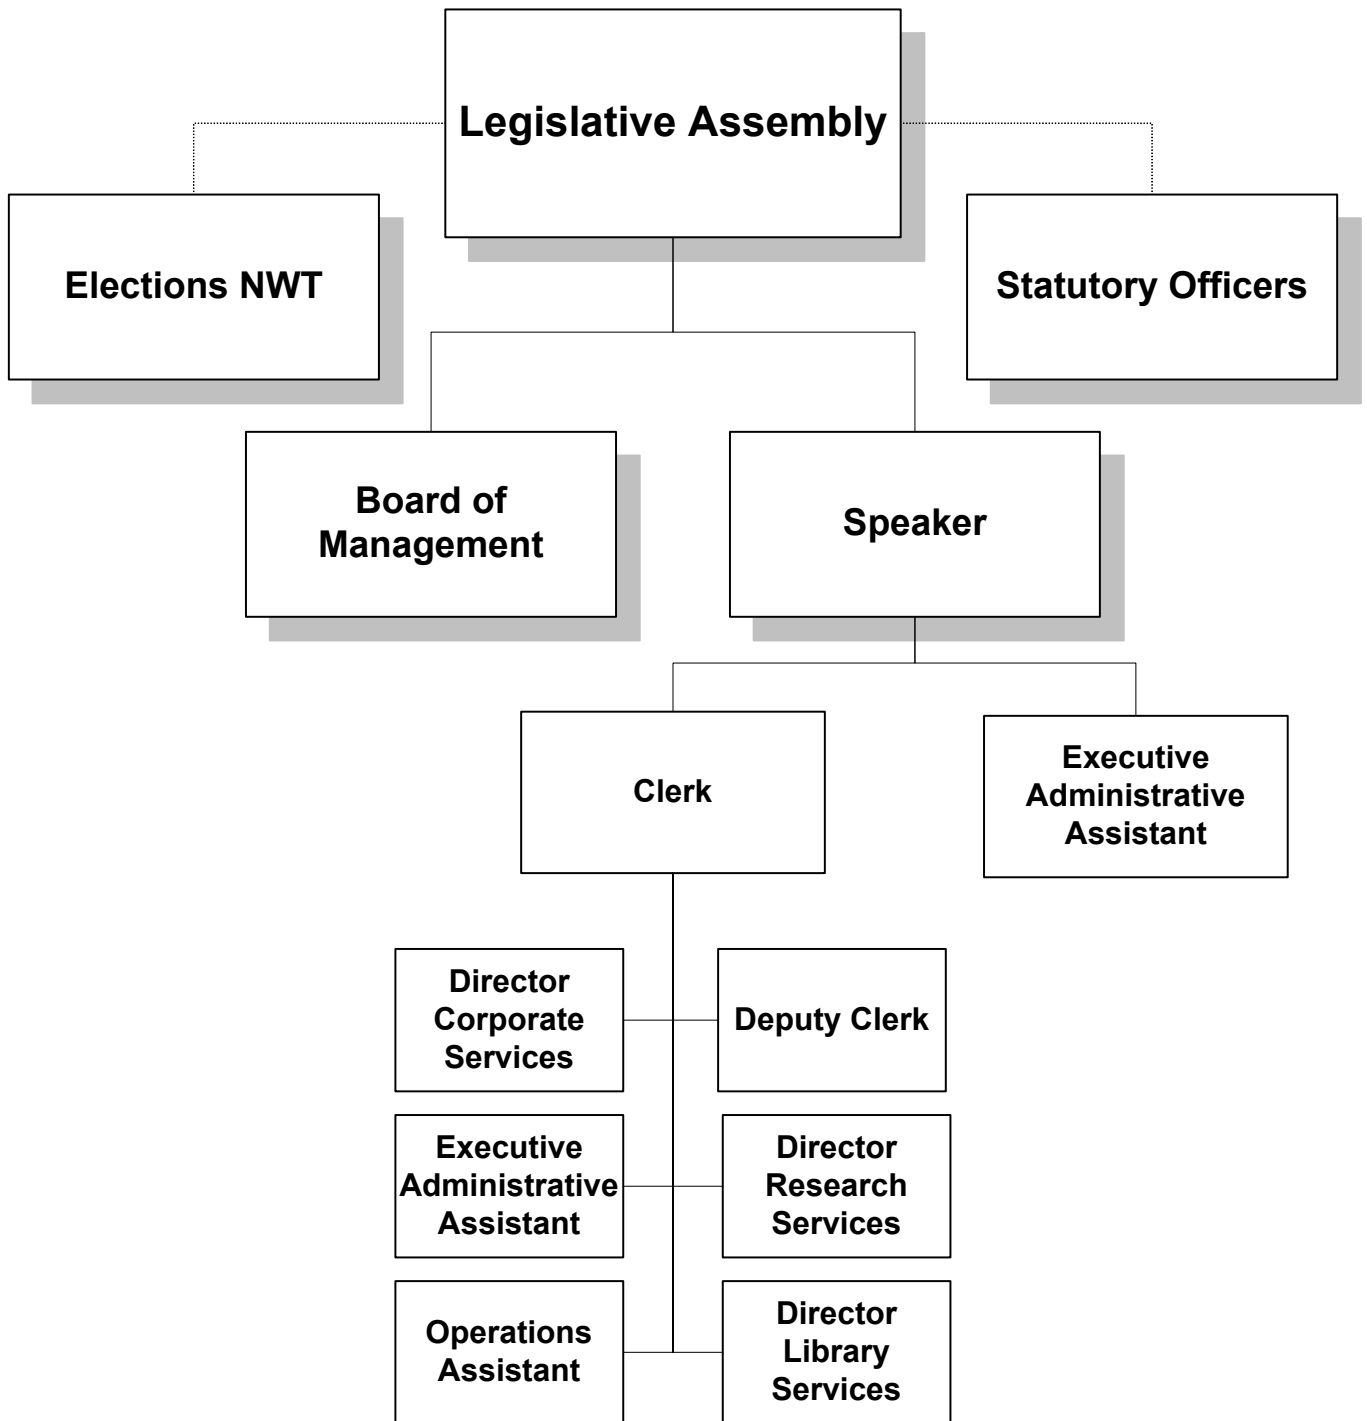 Legislative Assembly
Elections NWT
Statutory Officers
Board of
Management
Speaker
Clerk
Executive
Administrative
Assistant
Director
Corporate
Services
Deputy Clerk
Executive
Administrative
Assistant
Director
Research
Services
Operations
Assistant
Director
Library
Services